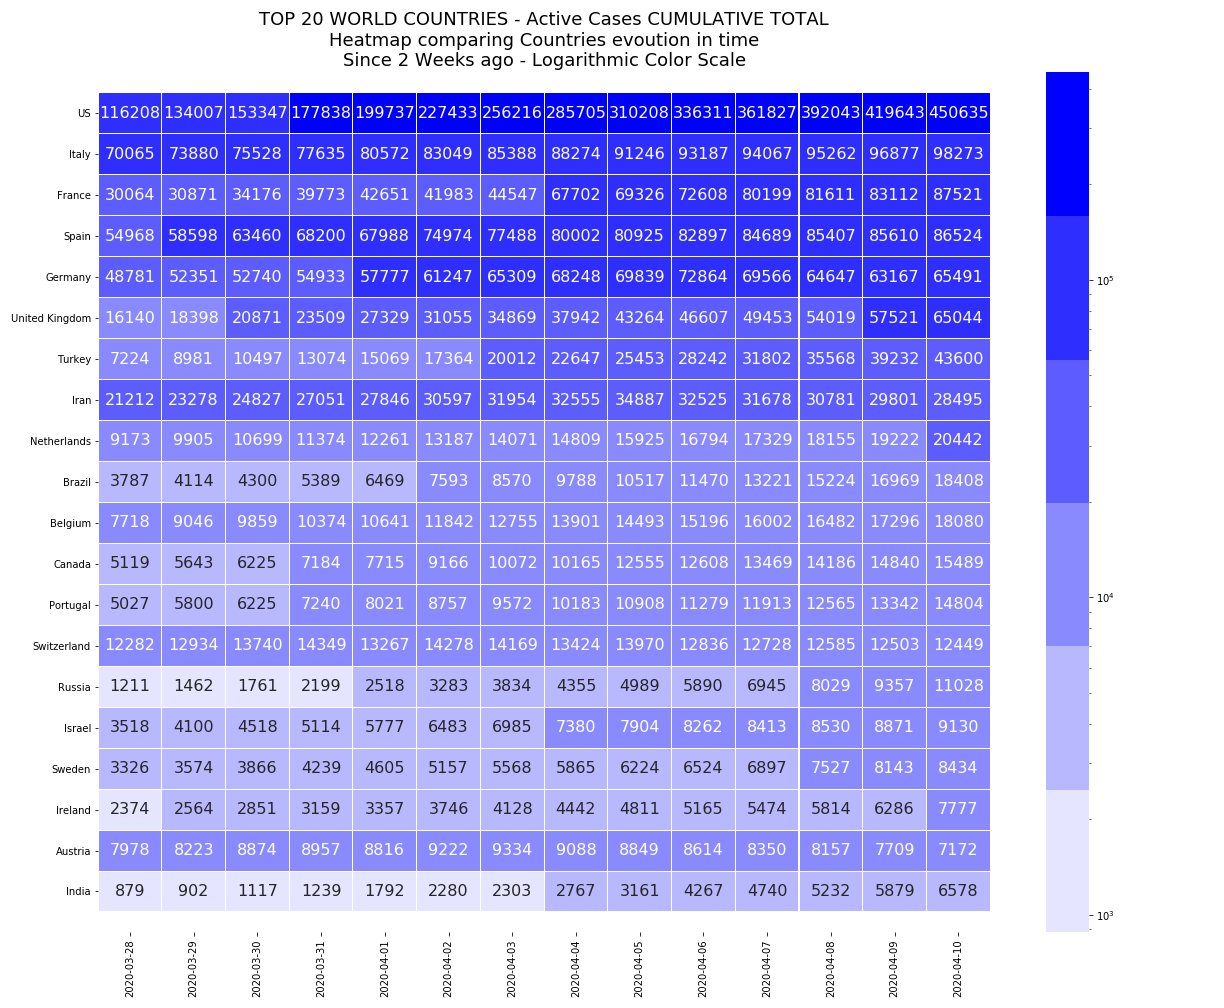 TOP 20 WORLD COUNTRIES - Active Cases CUMULATIVE TOTAL
Heatmap comparing Countries evoution in time
Since 2 Weeks ago - Logarithmic Color Scale
US 116208 134007 153347 177838 199737 227433 256216 285705 310208 336311 361827 392043 419643 450635
Italy 70065 73880 75528 77635 80572 83049 85388 88274 91246 93187 94067 95262 96877 98273
France 30064 30871 34176 39773 42651 41983 44547 67702 69326 72608 80199 81611 83112 87521
Spain 54968 58598 63460 68200 67988 74974 77488 80002 80925 82897 84689 85407 85610 86524
Germany 48781 52351 52740 54933 57777 61247 65309 68248 69839 72864 69566 64647 63167 65491
United Kingdom 16140 18398 20871 23509 27329 31055 34869 37942 43264 46607 49453 54019 57521 65044
Turkey 7224 8981 10497 13074 15069 17364 20012 22647 25453 28242 31802 35568 39232 43600
Iran 21212 23278 24827 27051 27846 30597 31954 32555 34887 32525 31678 30781 29801 28495
Netherlands 9173 9905 10699 11374 12261 13187 14071 14809 15925 16794 17329 18155 19222 20442
Brazil 3787 4114 4300 5389 6469 7593 8570 9788 10517 11470 13221 15224 16969 18408
Belgium 7718 9046 9859 10374 10641 11842 12755 13901 14493 15196 16002 16482 17296 18080
Canada 5119 5643 6225 7184 7715 9166 10072 10165 12555 12608 13469 14186 14840 15489
Portugal 5027 5800 6225 7240 8021 8757 9572 10183 10908 11279 11913 12565 13342 14804
Switzerland 12282 12934 13740 14349 13267 14278 14169 13424 13970 12836 12728 12585 12503 12449
Russia 1211 1462 1761 2199 2518 3283 3834 4355 4989 5890 6945 8029 9357 11028
Israel 3518 4100 4518 5114 5777 6483 6985 7380 7904 8262 8413 8530 8871 9130
Sweden 3326 3574 3866 4239 4605 5157 5568 5865 6224 6524 6897 7527 8143 8434
Ireland 2374 2564 2851 3159 3357 3746 4128 4442 4811 5165 5474 5814 6286 7777
Austria 7978 8223 8874 8957 8816 9222 9334 9088 8849 8614 8350 8157 7709 7172
India 879 902 1117 1239 1792 2280 2303 2767 3161 4267 4740 5232 5879 6578
2020-03-28 2020-03-29 2020-03-30 2020-03-31 2020-04-01 2020-04-02 2020-04-03 2020-04-04 2020-04-05 2020-04-06 2020-04-07 2020-04-08 2020-04-09 2020-04-10
10⁵
10⁴
10³